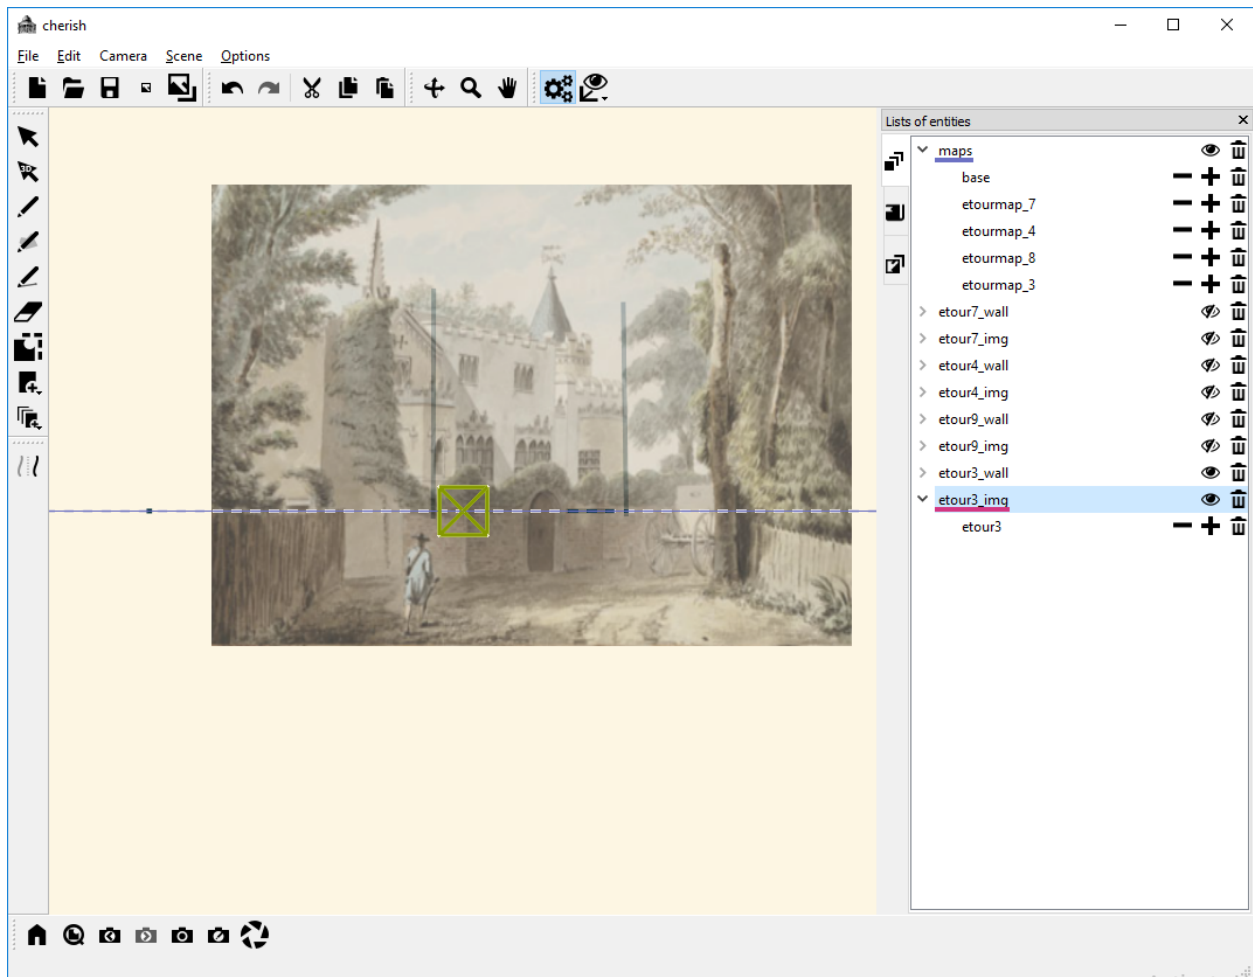 cherish
File Edit Camera Scene Options
Lists of entities
maps
base
etourmap_7
etourmap_4
etourmap_8
etourmap_3
etour7_wall
etour7_img
etour4_wall
etour4_img
etour9_wall
etour9_img
etour3_wall
etour3_img
etour3
3D